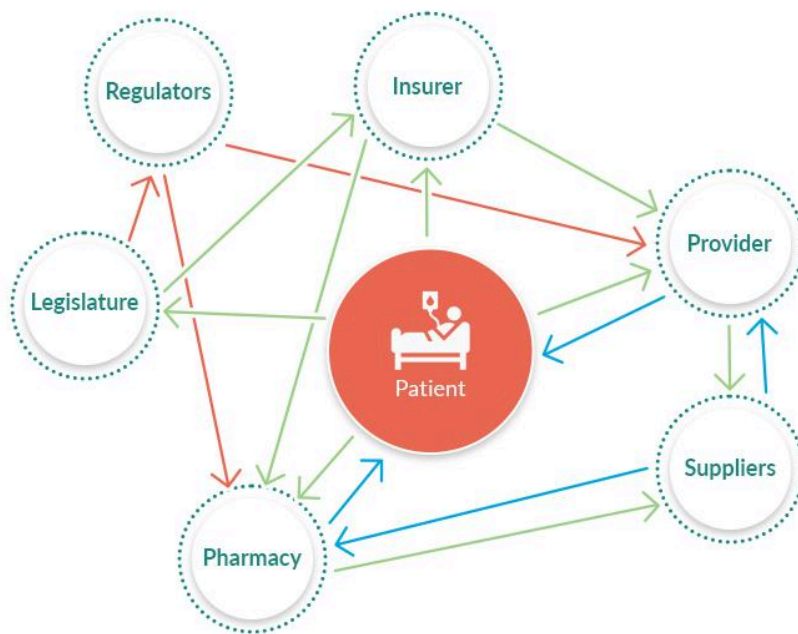 Regulators
Insurer
Provider
Legislature
Patient
Suppliers
Pharmacy